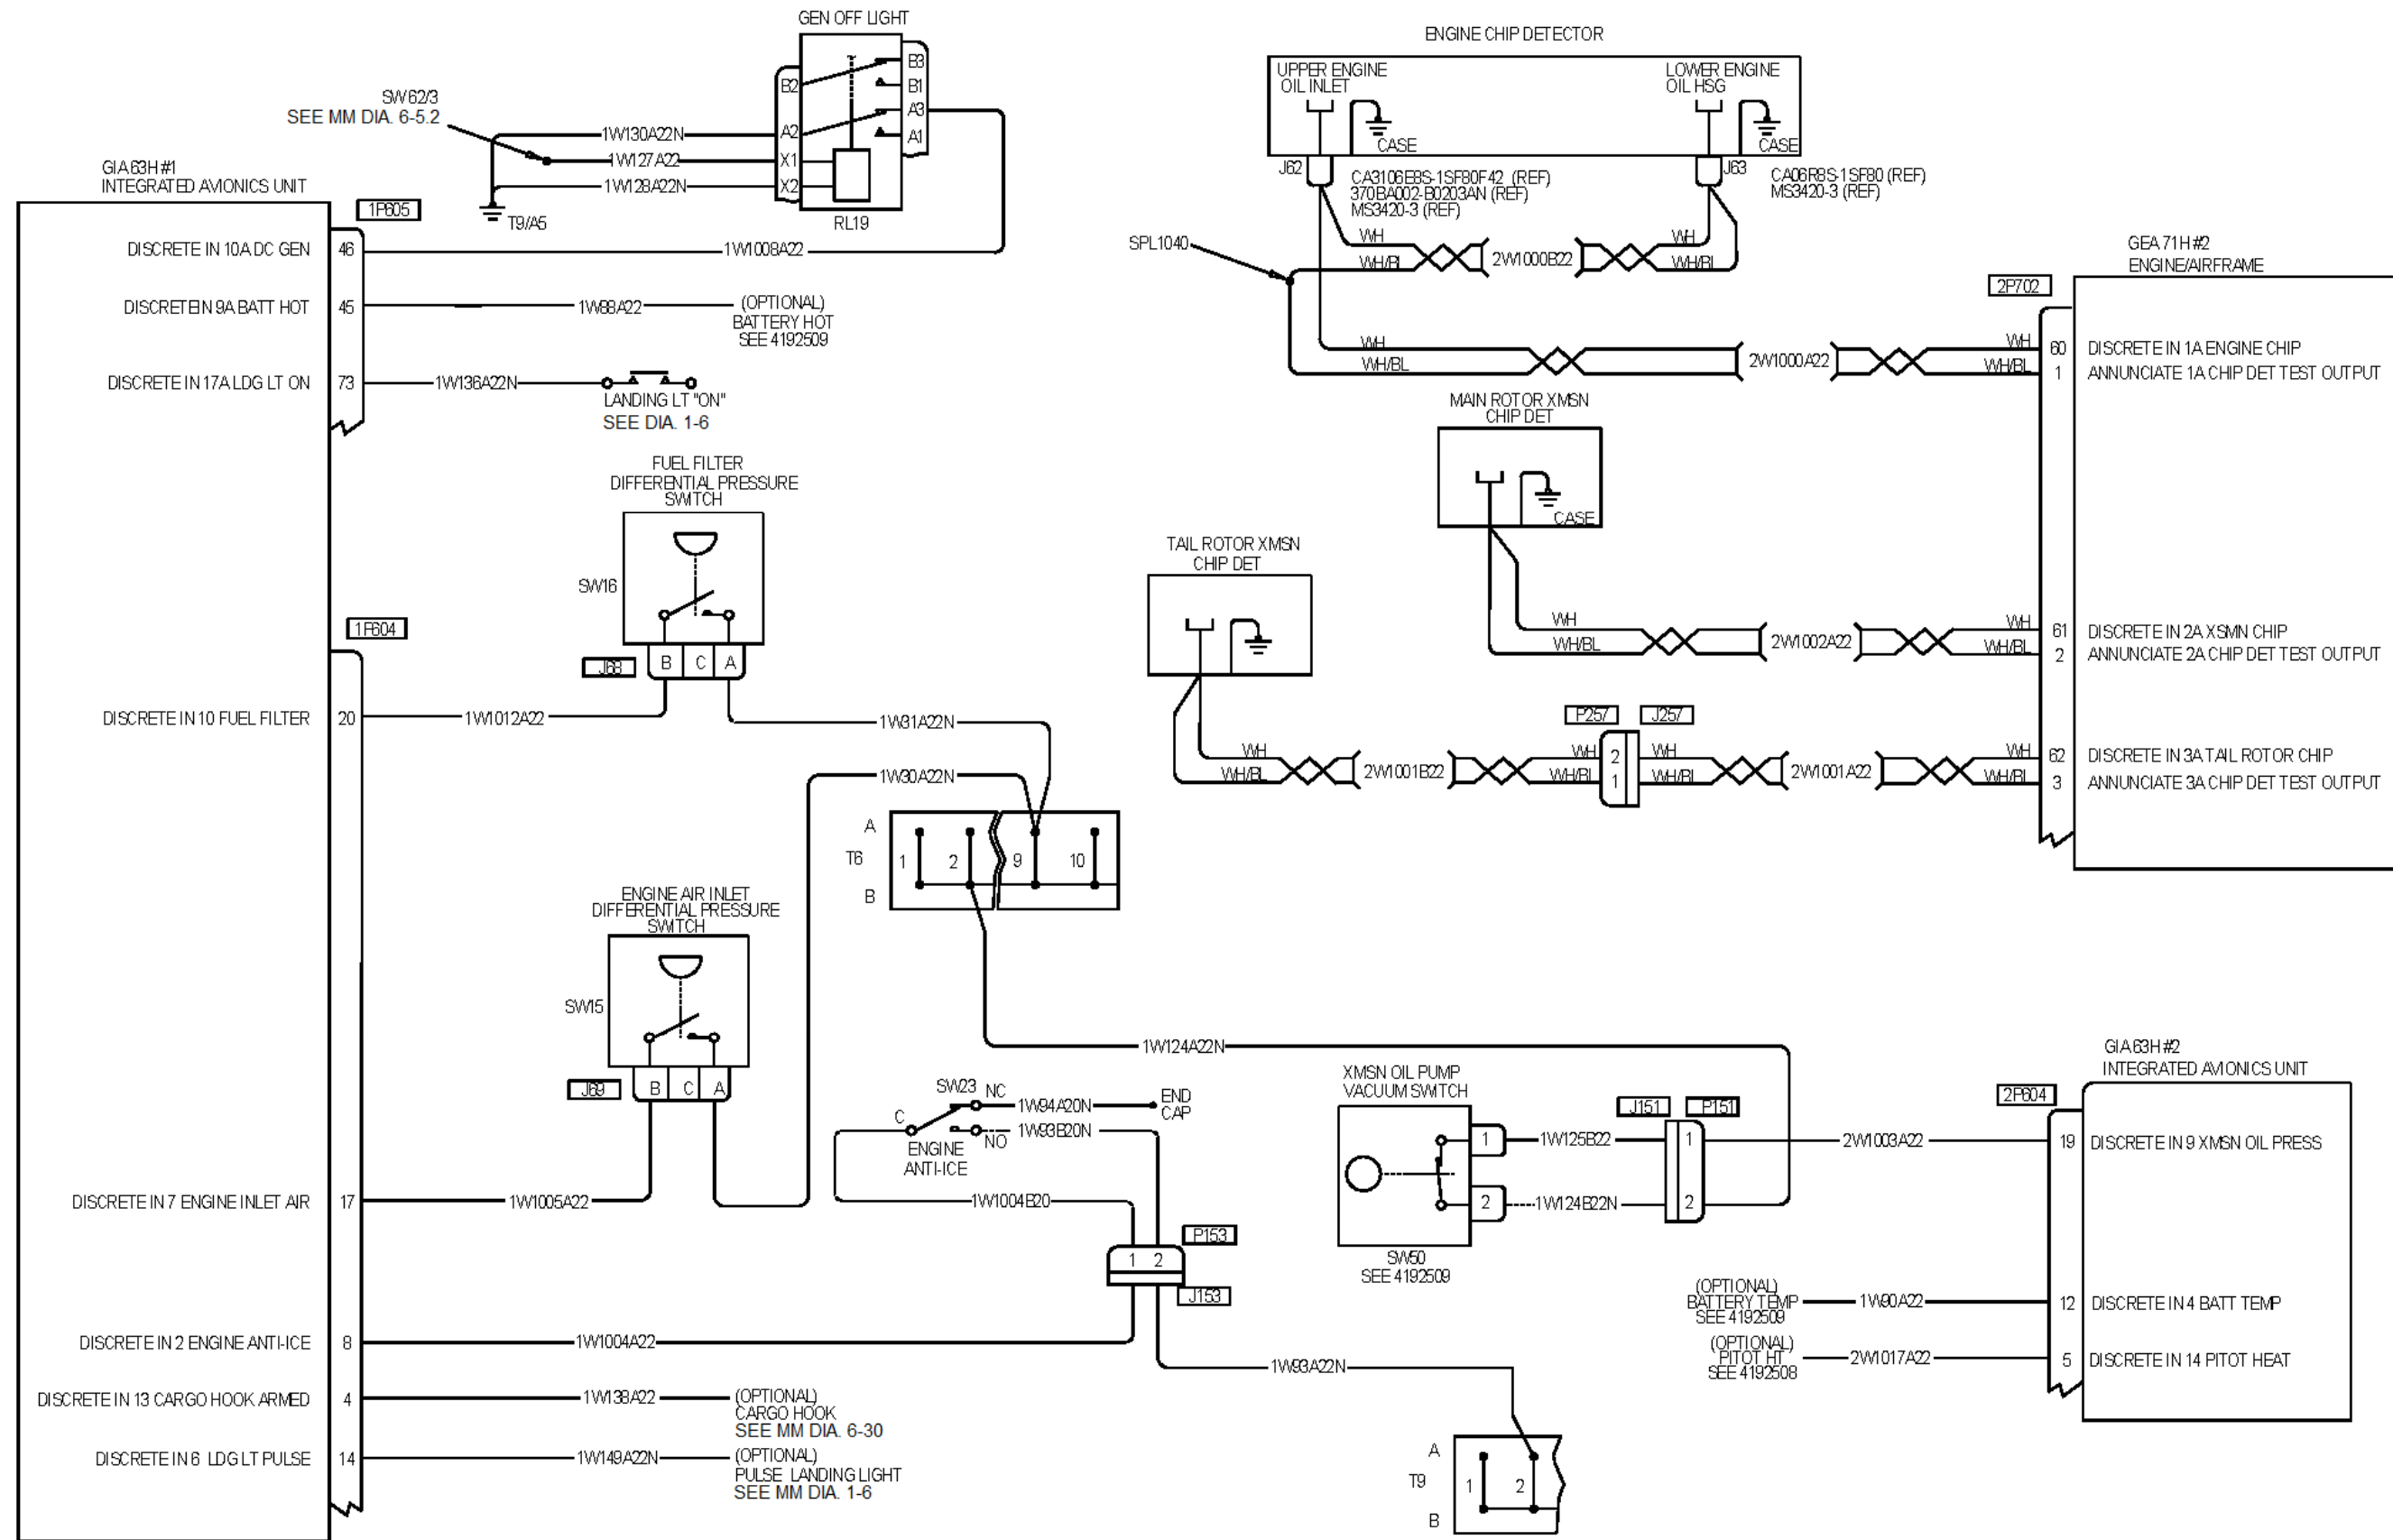 GEN OFF LIGHT
B2
A2
X1
X2
B3
B1
A3
A1
RL19
SW62/3
SEE MM DIA. 6-5.2
1W130A22N
1W127A22
1W128A22N
T9/A5
GIA63H #1
INTEGRATED AVIONICS UNIT
1P605
DISCRETE IN 10A DC GEN
46
1W1008A22
DISCRETE IN 9A BATT HOT
45
1W88A22
(OPTIONAL)
BATTERY HOT
SEE 4192509
DISCRETE IN 17A LDG LT ON
73
1W136A22N
LANDING LT "ON"
SEE DIA. 1-6
FUEL FILTER
DIFFERENTIAL PRESSURE
SWITCH
SW16
1P604
J68
B C A
DISCRETE IN 10 FUEL FILTER
20
1W1012A22
1W31A22N
1W30A22N
A
T6
B
1
2
9
10
ENGINE AIR INLET
DIFFERENTIAL PRESSURE
SWITCH
SW15
J69
B C A
DISCRETE IN 7 ENGINE INLET AIR
17
1W1005A22
SW23
NC
C
NO
ENGINE
ANTI-ICE
1W94A20N
END
CAP
1W93B20N
1W1004B20
P153
1 2
J153
DISCRETE IN 2 ENGINE ANTI-ICE
8
1W1004A22
DISCRETE IN 13 CARGO HOOK ARMED
4
1W138A22
(OPTIONAL)
CARGO HOOK
SEE MM DIA. 6-30
DISCRETE IN 6 LDG LT PULSE
14
1W149A22N
(OPTIONAL)
PULSE LANDING LIGHT
SEE MM DIA. 1-6
1W93A22N
A
T9
B
1
2
ENGINE CHIP DETECTOR
UPPER ENGINE
OIL INLET
CASE
LOWER ENGINE
OIL HSG
CASE
J62
CA3106E8S-1SF80F42 (REF)
370BA002-B0203AN (REF)
MS3420-3 (REF)
J63
CA06R8S-1SF80 (REF)
MS3420-3 (REF)
SPL1040
WH
WH/BL
2W1000B22
WH
WH/BL
WH
WH/BL
2W1000A22
WH
WH/BL
GEA 71H #2
ENGINE/AIRFRAME
2P702
60
DISCRETE IN 1A ENGINE CHIP
1
ANNUNCIATE 1A CHIP DET TEST OUTPUT
MAIN ROTOR XMSN
CHIP DET
CASE
WH
WH/BL
2W1002A22
WH
WH/BL
61
DISCRETE IN 2A XSMN CHIP
2
ANNUNCIATE 2A CHIP DET TEST OUTPUT
TAIL ROTOR XMSN
CHIP DET
P257
J257
WH
WH/BL
2W1001B22
WH
WH/BL
2
1
WH
WH/BL
2W1001A22
WH
WH/BL
62
DISCRETE IN 3A TAIL ROTOR CHIP
3
ANNUNCIATE 3A CHIP DET TEST OUTPUT
1W124A22N
XMSN OIL PUMP
VACUUM SWITCH
1
2
SW50
SEE 4192509
1W125B22
1W124B22N
J151
P151
1
2
2W1003A22
GIA 63H #2
INTEGRATED AVIONICS UNIT
2P604
19
DISCRETE IN 9 XMSN OIL PRESS
(OPTIONAL)
BATTERY TEMP
SEE 4192509
1W90A22
12
DISCRETE IN 4 BATT TEMP
(OPTIONAL)
PITOT HT
SEE 4192508
2W1017A22
5
DISCRETE IN 14 PITOT HEAT